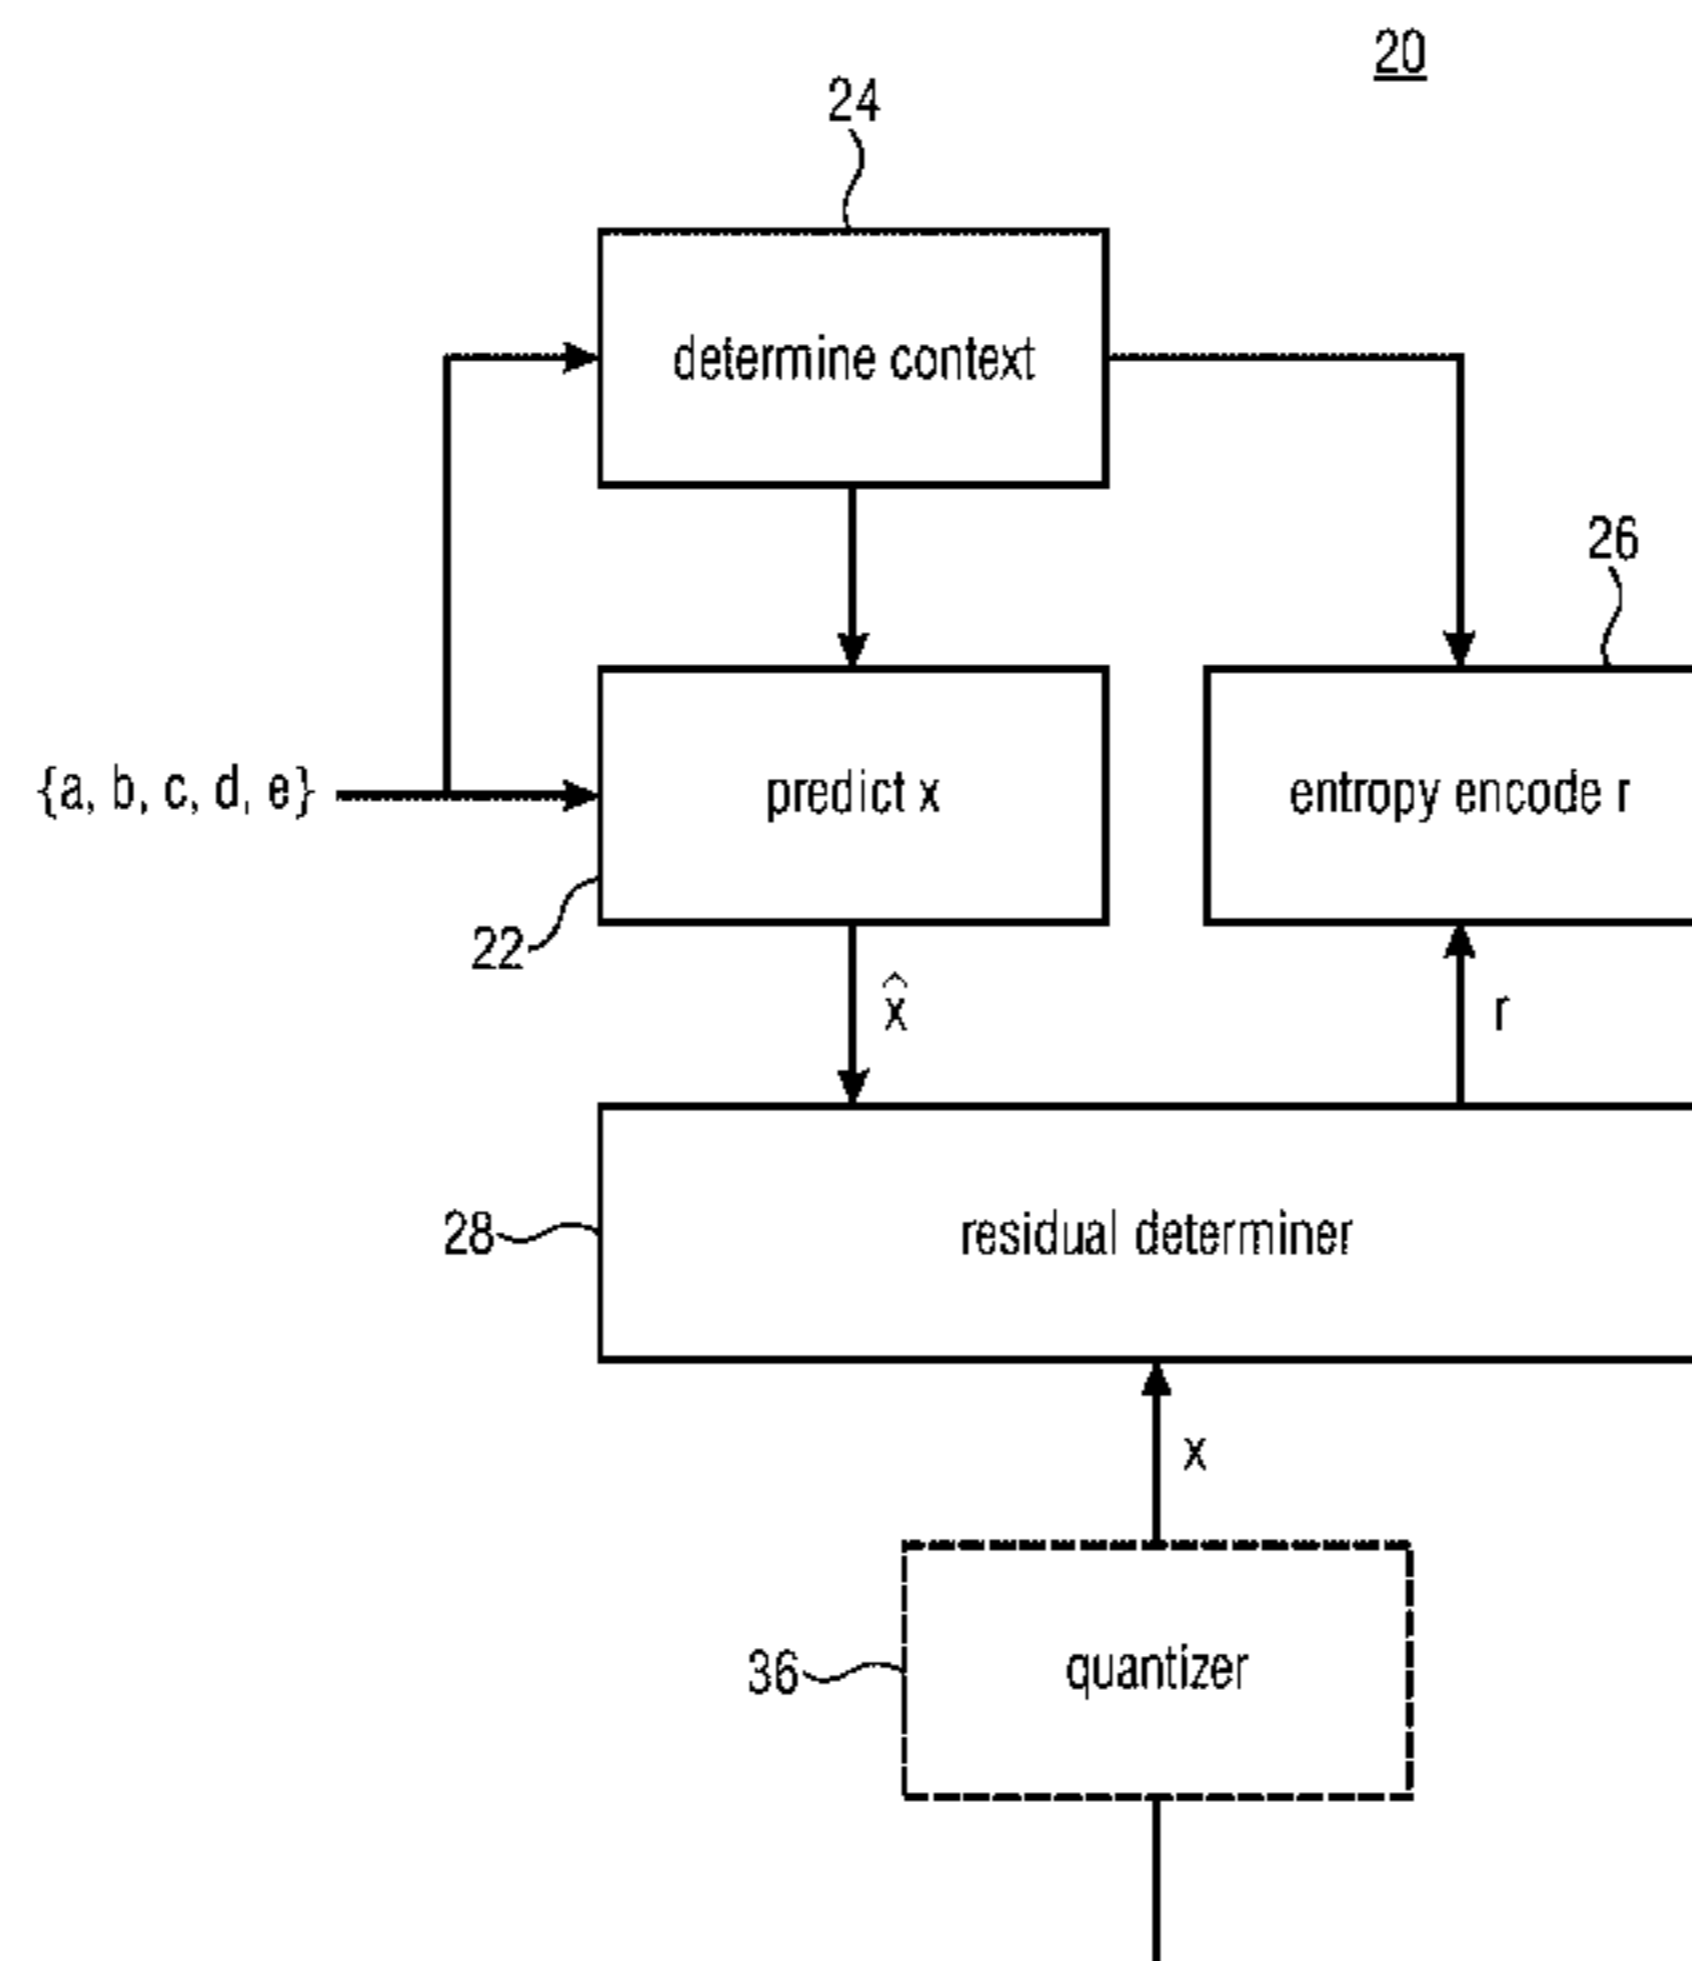 20
24
determine context
26
{a, b, c, d, e}
predict x
entropy encode r
22
x̂
r
28
residual determiner
x
36
quantizer